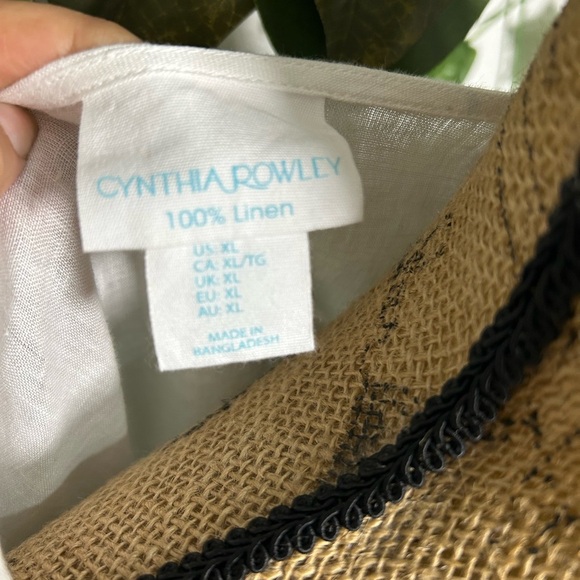 CYNTHIA ROWLEY
100% Linen
US: XL
CA: XL/TG
UK: XL
EU: XL
AU: XL
MADE IN
BANGLADESH